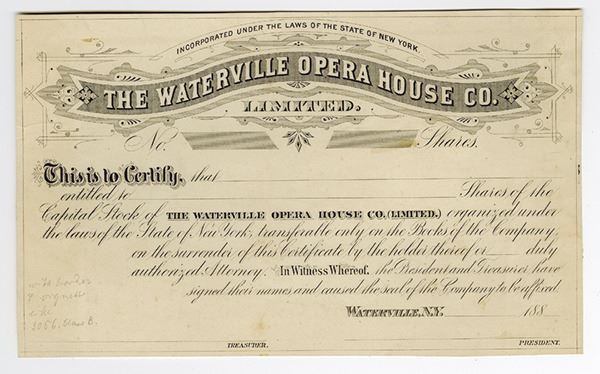 INCORPORATED UNDER THE LAWS OF THE STATE OF NEW YORK.
THE WATERVILLE OPERA HOUSE CO.
LIMITED.
No. Shares.
This is to Certify, that
entitled to Shares of the
Capital Stock of THE WATERVILLE OPERA HOUSE CO. (LIMITED.) organized under
the laws of the State of New York, transferable only on the Books of the Company,
on the surrender of this Certificate by the holder thereof or duly
authorized Attorney. In Witness Whereof, the President and Treasurer have
signed their names and caused the seal of the Company to be affixed.
WATERVILLE, N.Y. 188
2056. Class B.
TREASURER. PRESIDENT.